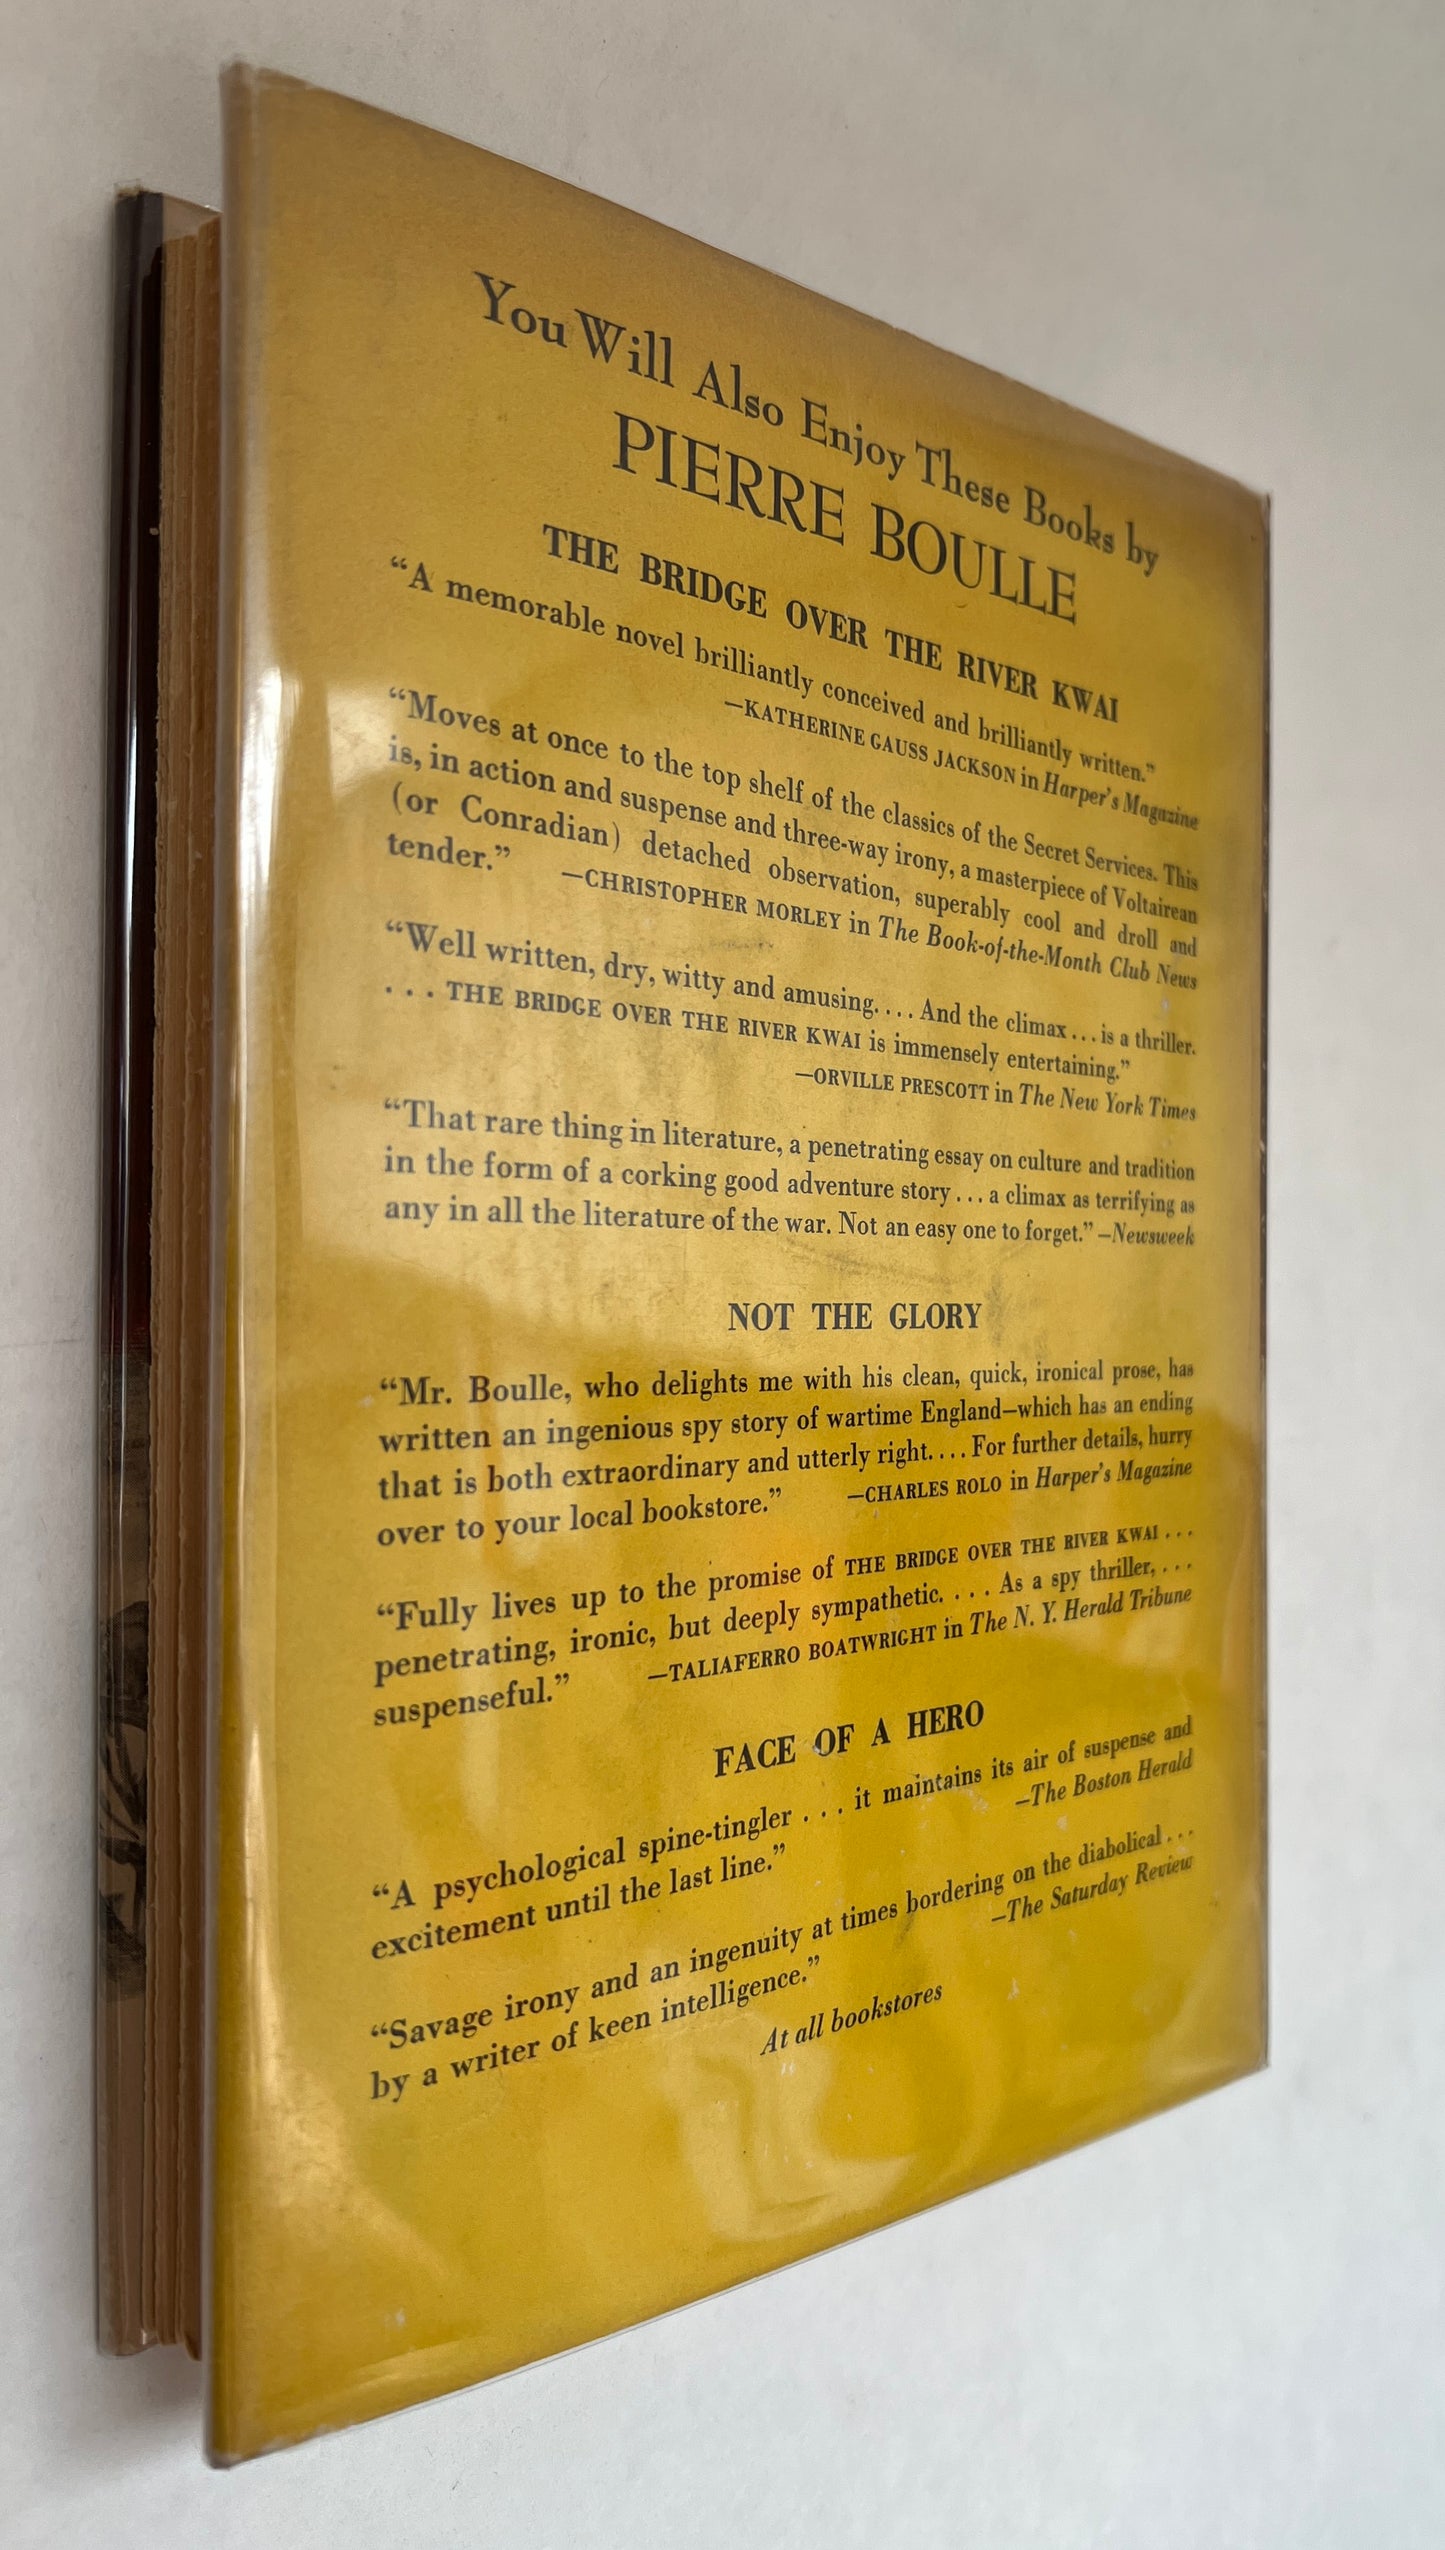 You Will Also Enjoy These Books by
PIERRE BOULLE
THE BRIDGE OVER THE RIVER KWAI
“A memorable novel brilliantly conceived and brilliantly written.”
—KATHERINE GAUSS JACKSON in Harper's Magazine
“Moves at once to the top shelf of the classics of the Secret Services. This
is, in action and suspense and three-way irony, a masterpiece of Voltairean
(or Conradian) detached observation, superably cool and droll and
tender.” —CHRISTOPHER MORLEY in The Book-of-the-Month Club News
“Well written, dry, witty and amusing. . . . And the climax . . . is a thriller.
. . . THE BRIDGE OVER THE RIVER KWAI is immensely entertaining.”
—ORVILLE PRESCOTT in The New York Times
“That rare thing in literature, a penetrating essay on culture and tradition
in the form of a corking good adventure story . . . a climax as terrifying as
any in all the literature of the war. Not an easy one to forget.” —Newsweek
NOT THE GLORY
“Mr. Boulle, who delights me with his clean, quick, ironical prose, has
written an ingenious spy story of wartime England—which has an ending
that is both extraordinary and utterly right. . . . For further details, hurry
over to your local bookstore.” —CHARLES ROLO in Harper's Magazine
“Fully lives up to the promise of THE BRIDGE OVER THE RIVER KWAI . . .
penetrating, ironic, but deeply sympathetic. . . . As a spy thriller, . . .
suspenseful.” —TALIAFERRO BOATWRIGHT in The N. Y. Herald Tribune
FACE OF A HERO
“A psychological spine-tingler . . . it maintains its air of suspense and
excitement until the last line.” —The Boston Herald
“Savage irony and an ingenuity at times bordering on the diabolical . . .
by a writer of keen intelligence.” —The Saturday Review
At all bookstores